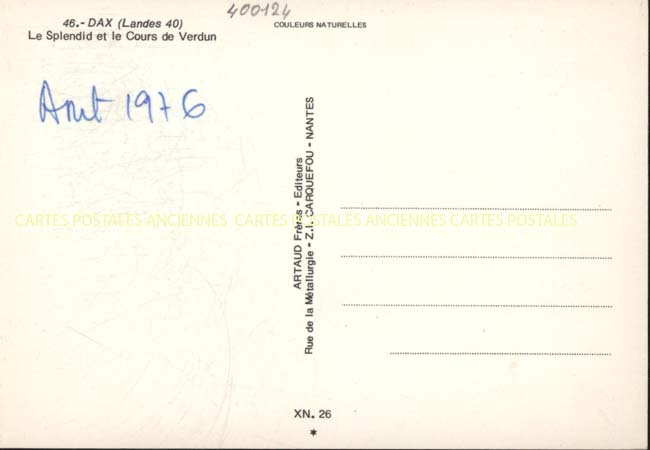 400124
46.- DAX (Landes 40)
Le Splendid et le Cours de Verdun
COULEURS NATURELLES
Aout 1976
ARTAUD Frères - Editeurs
Rue de la Métallurgie - Z.I. CARQUEFOU - NANTES
CARTES POSTALES ANCIENNES CARTES POSTALES ANCIENNES CARTES POSTALES
XN. 26
*